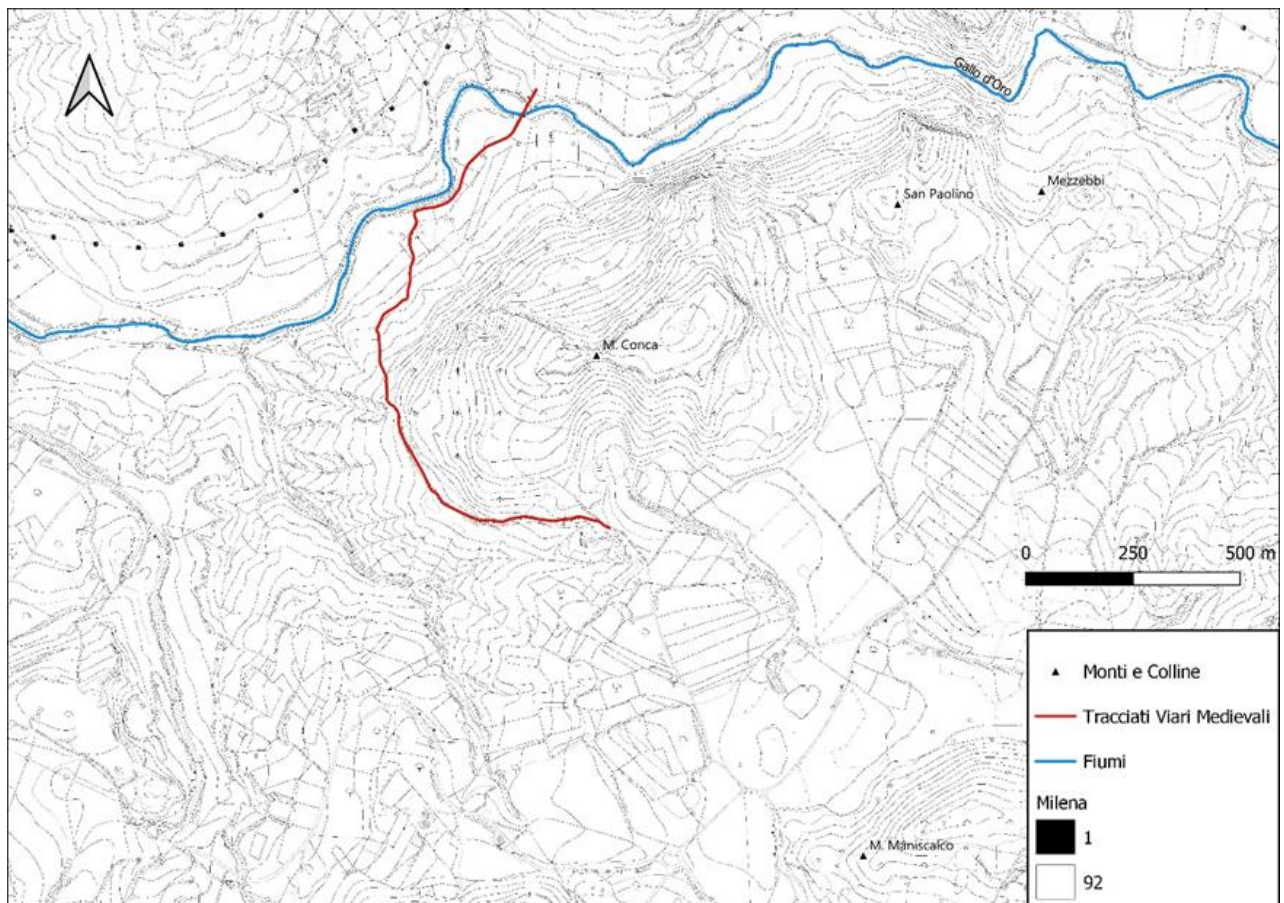 Gallo d'Oro
Mezzebbi
San Paolino
M. Conca
0 250 500 m
Monti e Colline
Tracciati Viari Medievali
Fiumi
Milena
1
92
M. Maniscalco